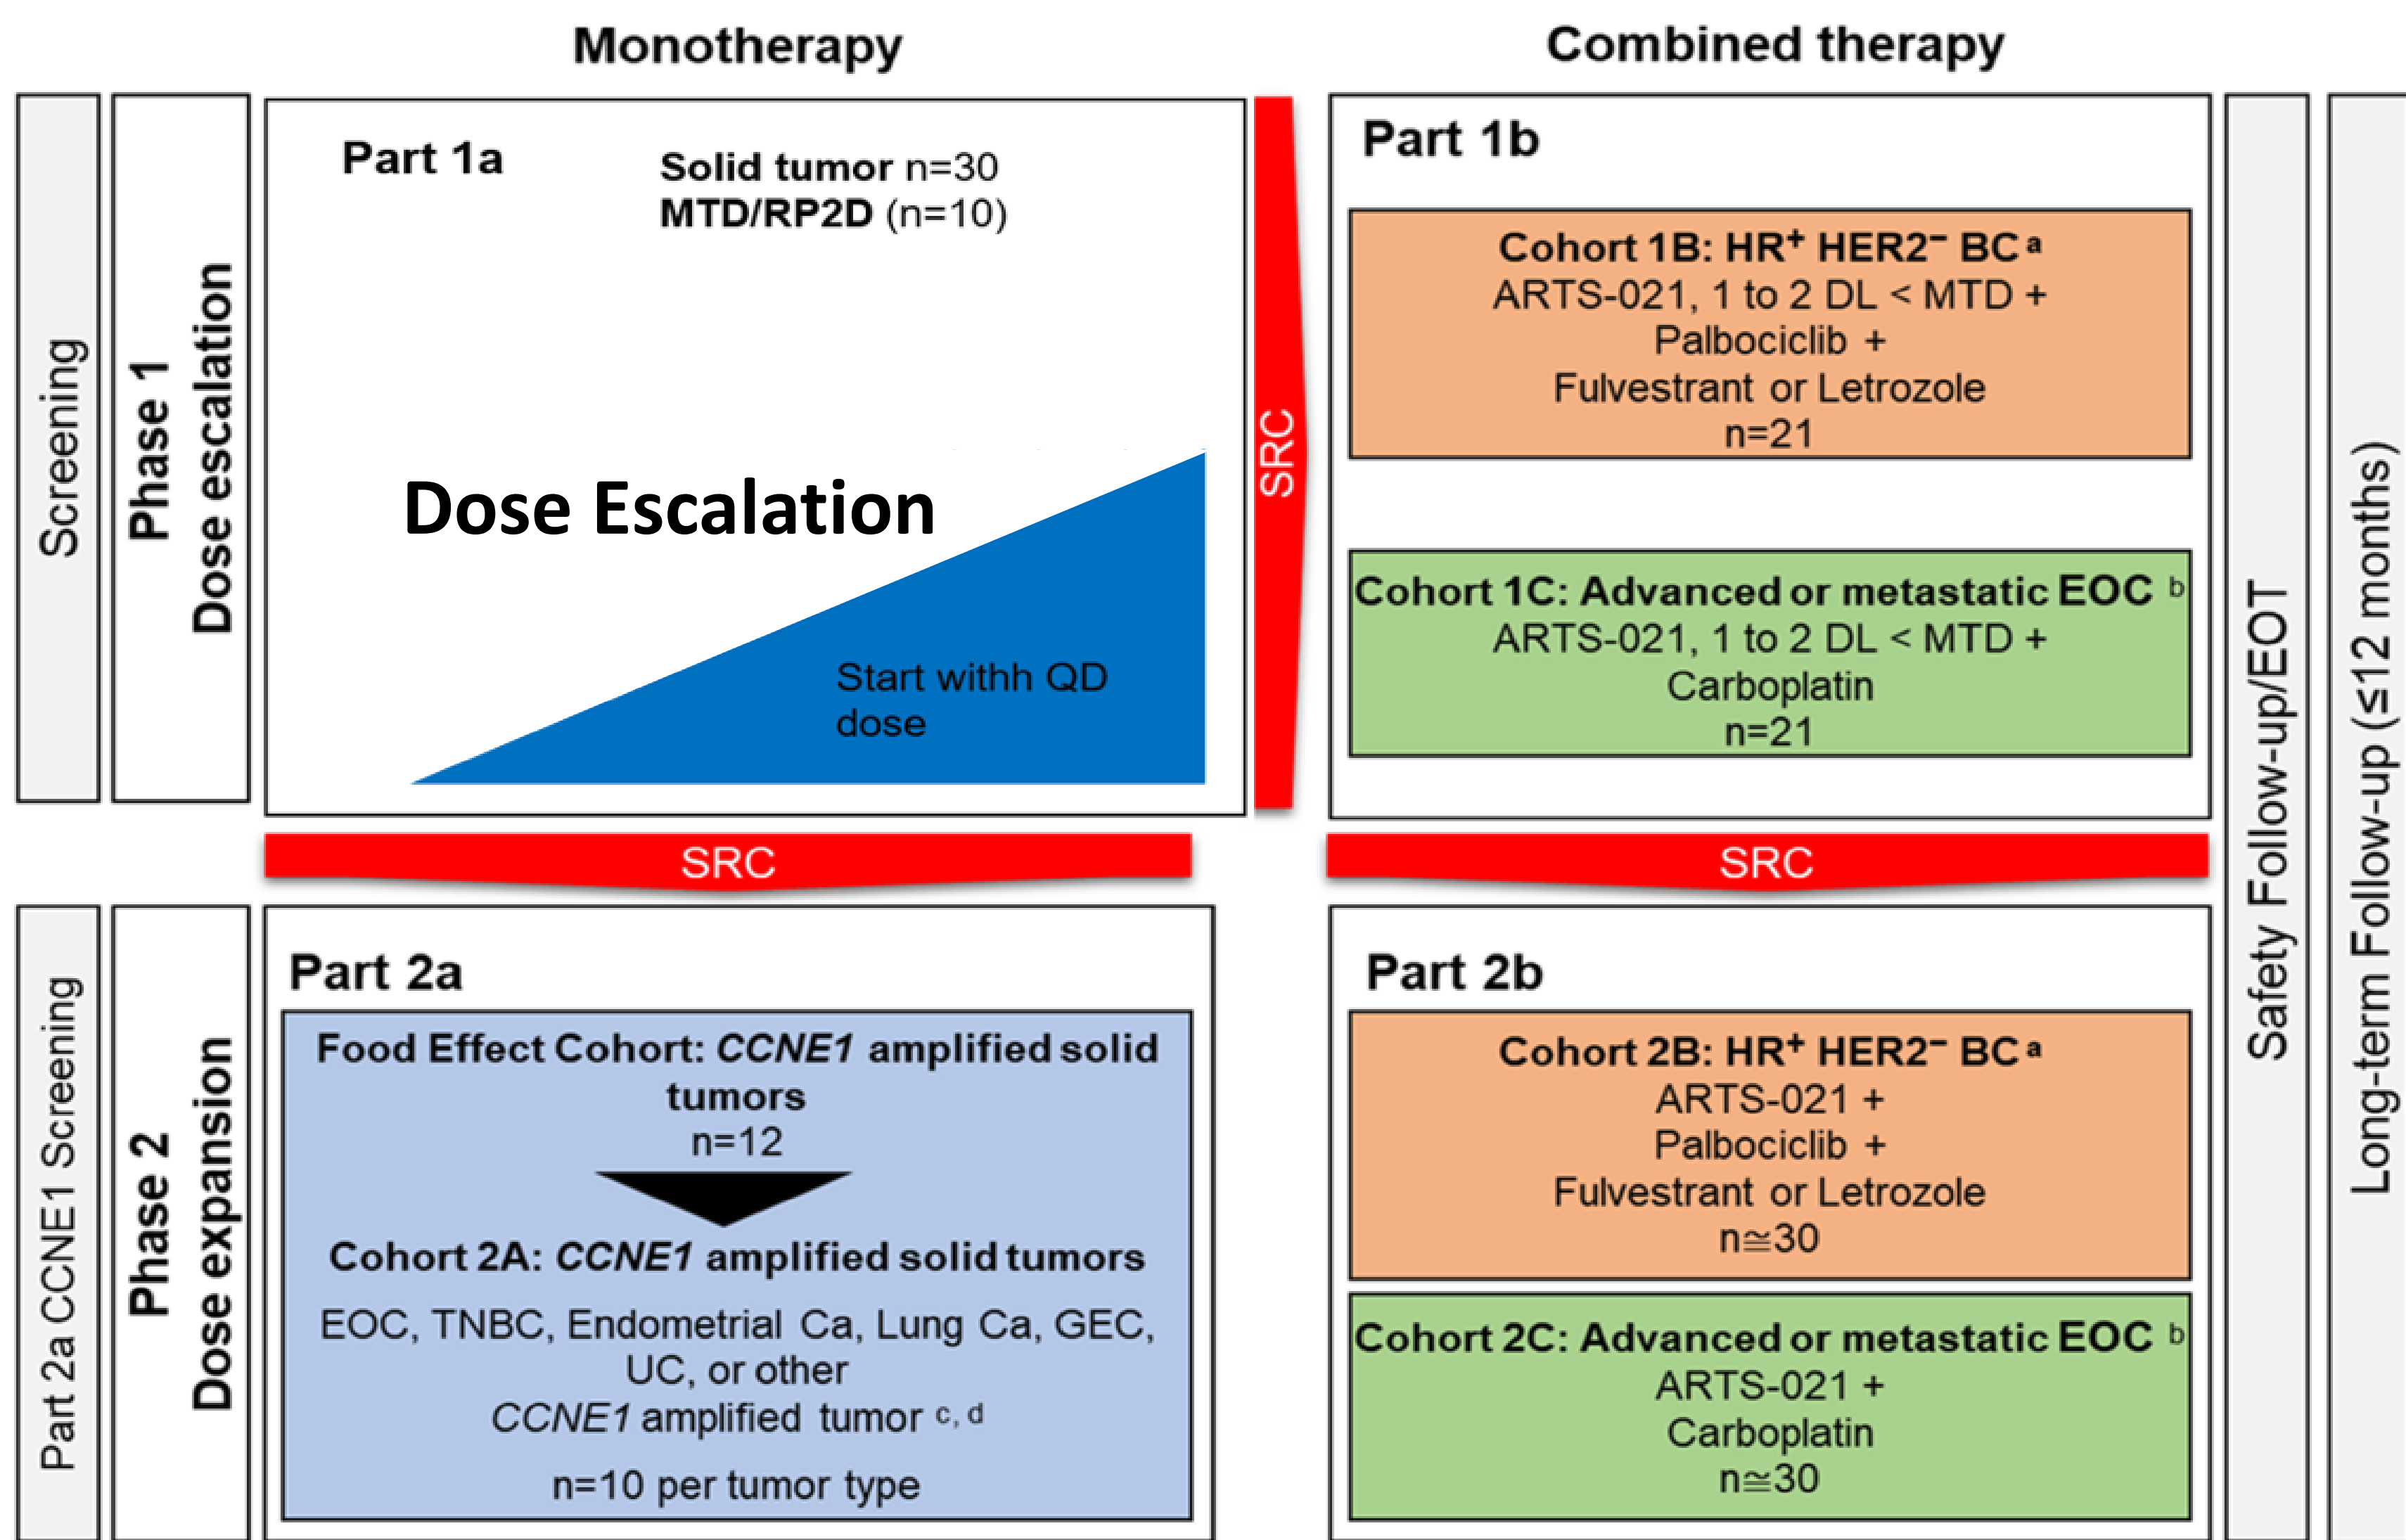 Monotherapy
Combined therapy
Screening
Phase 1
Dose escalation
Part 1a
Solid tumor n=30
MTD/RP2D (n=10)
Dose Escalation
Start withh QD
dose
SRC
Part 1b
Cohort 1B: HR⁺ HER2⁻ BC ᵃ
ARTS-021, 1 to 2 DL < MTD +
Palbociclib +
Fulvestrant or Letrozole
n=21
Cohort 1C: Advanced or metastatic EOC ᵇ
ARTS-021, 1 to 2 DL < MTD +
Carboplatin
n=21
SRC
SRC
Part 2a CCNE1 Screening
Phase 2
Dose expansion
Part 2a
Food Effect Cohort: CCNE1 amplified solid
tumors
n=12
Cohort 2A: CCNE1 amplified solid tumors
EOC, TNBC, Endometrial Ca, Lung Ca, GEC,
UC, or other
CCNE1 amplified tumor ᶜ, ᵈ
n=10 per tumor type
Part 2b
Cohort 2B: HR⁺ HER2⁻ BC ᵃ
ARTS-021 +
Palbociclib +
Fulvestrant or Letrozole
n≅30
Cohort 2C: Advanced or metastatic EOC ᵇ
ARTS-021 +
Carboplatin
n≅30
Safety Follow-up/EOT
Long-term Follow-up (≤12 months)